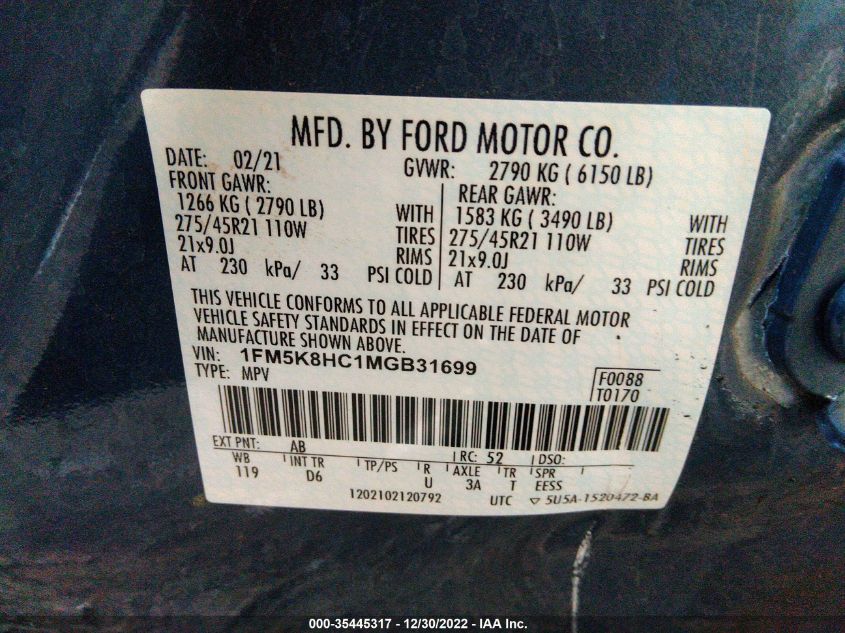 MFD. BY FORD MOTOR CO.
DATE: 02/21 GVWR: 2790 KG ( 6150 LB)
FRONT GAWR: REAR GAWR:
1266 KG ( 2790 LB) WITH 1583 KG ( 3490 LB) WITH
275/45R21 110W TIRES 275/45R21 110W TIRES
21x9.0J RIMS 21x9.0J RIMS
AT 230 kPa/ 33 PSI COLD AT 230 kPa/ 33 PSI COLD
THIS VEHICLE CONFORMS TO ALL APPLICABLE FEDERAL MOTOR
VEHICLE SAFETY STANDARDS IN EFFECT ON THE DATE OF
MANUFACTURE SHOWN ABOVE.
VIN: 1FM5K8HC1MGB31699
TYPE: MPV F0088
T0170
EXT PNT: AB RC: 52 DSO:
WB INT TR TP/PS R AXLE TR SPR
119 D6 U 3A T EESS
1202102120792 UTC ▽ 5U5A-1520472-BA
000-35445317 - 12/30/2022 - IAA Inc.